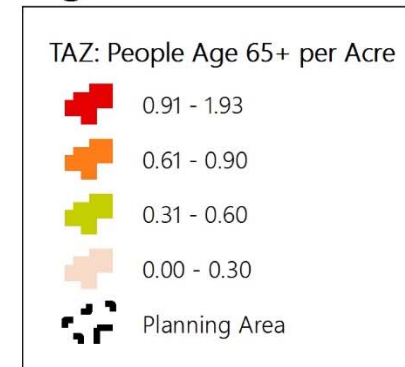 TAZ: People Age 65+ per Acre
0.91 - 1.93
0.61 - 0.90
0.31 - 0.60
0.00 - 0.30
Planning Area